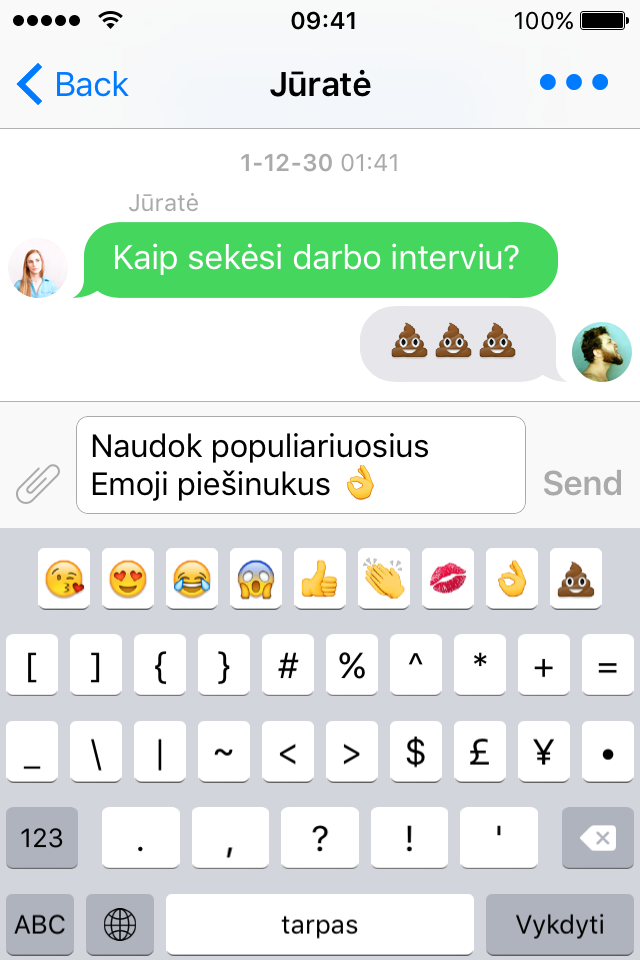 09:41 100%
Back Jūratė
1-12-30 01:41
Jūratė
Kaip sekėsi darbo interviu?
💩💩💩
Naudok populiariuosius
Emoji piešinukus 👌
Send
😘 😍 😂 😱 👍 👏 💋 👌 💩
[ ] { } # % ^ * + =
_ \ | ~ < > $ £ ¥ •
123 . , ? ! '
ABC tarpas Vykdyti